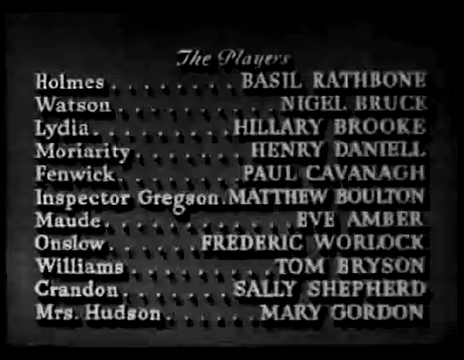 The Players
Holmes . . . . . . . BASIL RATHBONE
Watson . . . . . . . . . NIGEL BRUCE
Lydia . . . . . . . . HILLARY BROOKE
Moriarity . . . . . . HENRY DANIELL
Fenwick . . . . . . . PAUL CAVANAGH
Inspector Gregson . MATTHEW BOULTON
Maude . . . . . . . . . . EVE AMBER
Onslow . . . . . FREDERIC WORLOCK
Williams . . . . . . . . TOM BRYSON
Crandon . . . . . . SALLY SHEPHERD
Mrs. Hudson . . . . . MARY GORDON